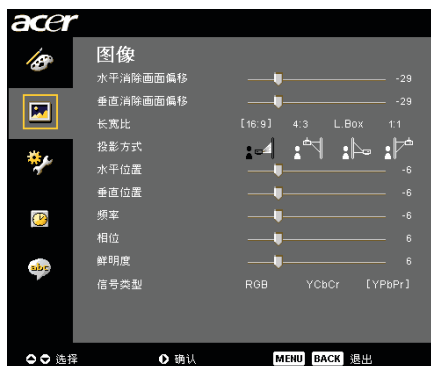 acer
图像
水平消除画面偏移 -29
垂直消除画面偏移 -29
长宽比 [16:9] 4:3 L.Box 1:1
投影方式
水平位置 -6
垂直位置 -6
频率 -6
相位 6
鲜明度 6
信号类型 RGB YCbCr [YPbPr]
abc
选择 确认 MENU BACK 退出